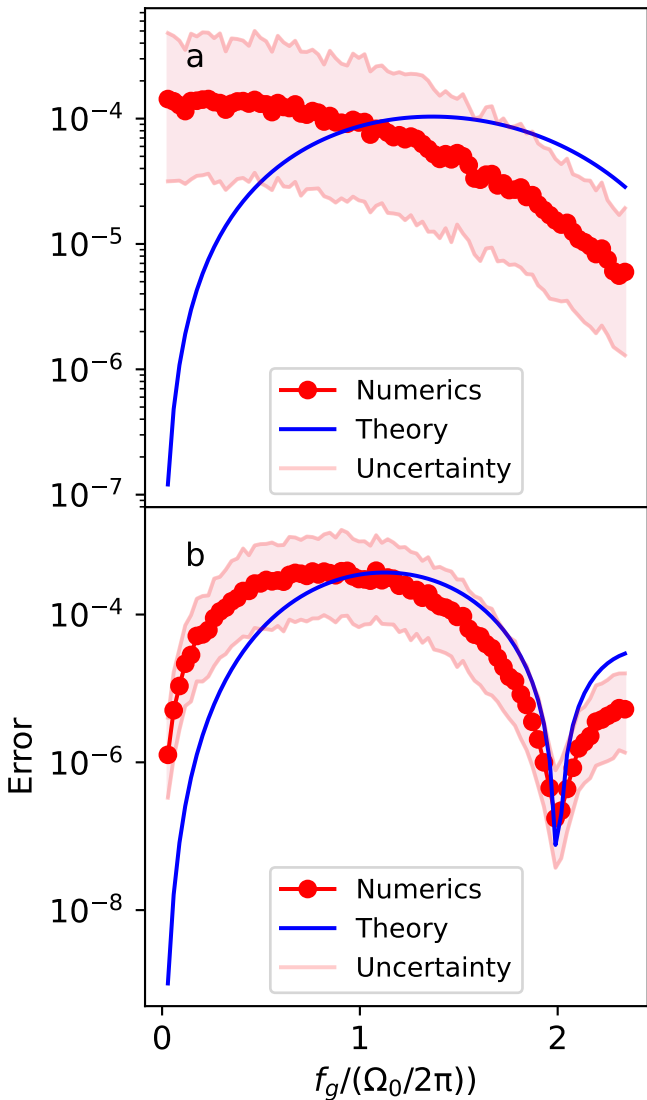 a
10⁻⁴
10⁻⁵
10⁻⁶
10⁻⁷
Numerics
Theory
Uncertainty
b
10⁻⁴
10⁻⁶
10⁻⁸
Error
Numerics
Theory
Uncertainty
0 1 2
f_g/(Ω₀/2π))